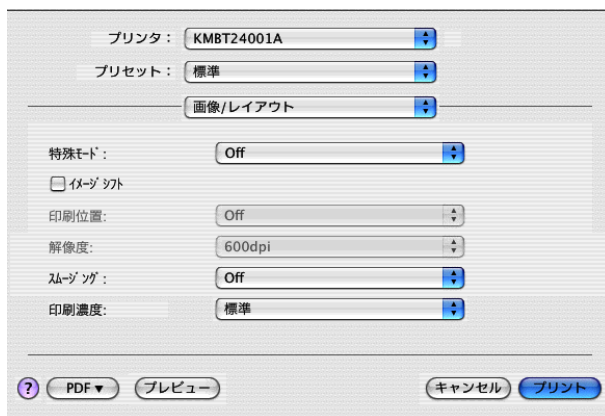 プリンタ： KMBT24001A
プリセット： 標準
画像/レイアウト
特殊ﾓｰﾄﾞ: Off
ｲﾒｰｼﾞｼﾌﾄ
印刷位置: Off
解像度: 600dpi
ｽﾑｰｼﾞﾝｸﾞ: Off
印刷濃度: 標準
? PDF▼ プレビュー キャンセル プリント